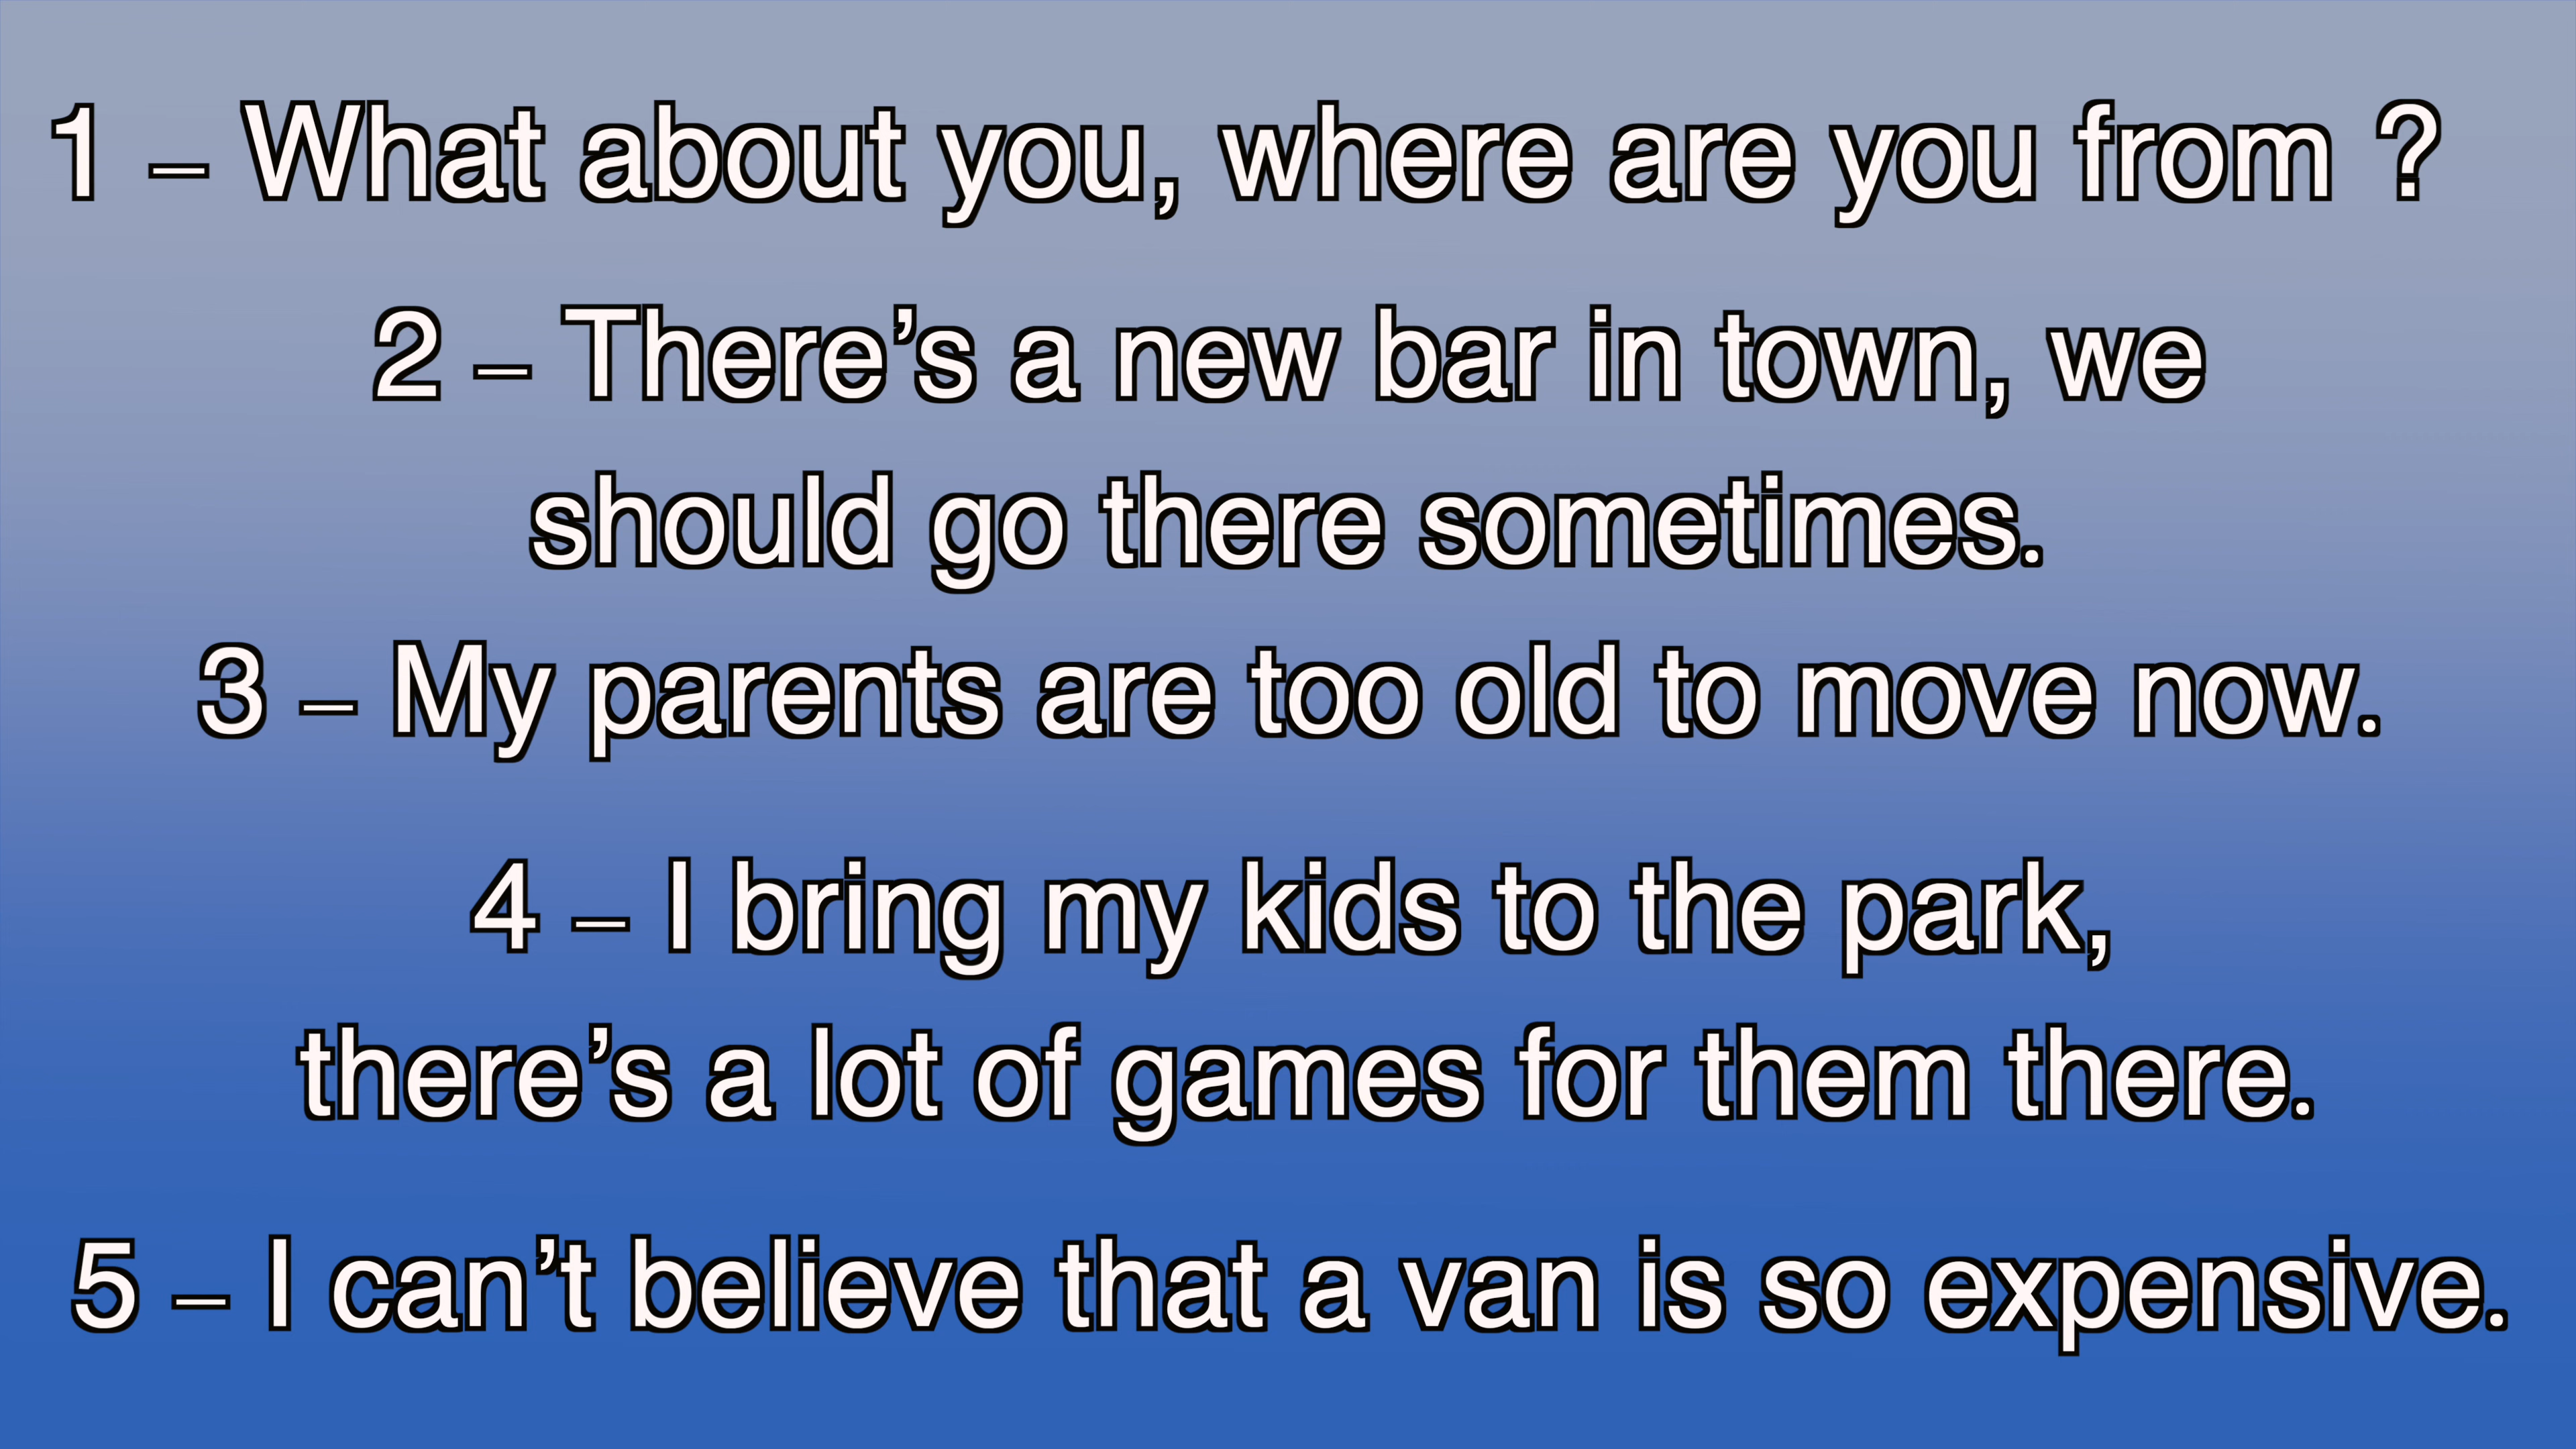 1 – What about you, where are you from ?
2 – There’s a new bar in town, we
should go there sometimes.
3 – My parents are too old to move now.
4 – I bring my kids to the park,
there’s a lot of games for them there.
5 – I can’t believe that a van is so expensive.